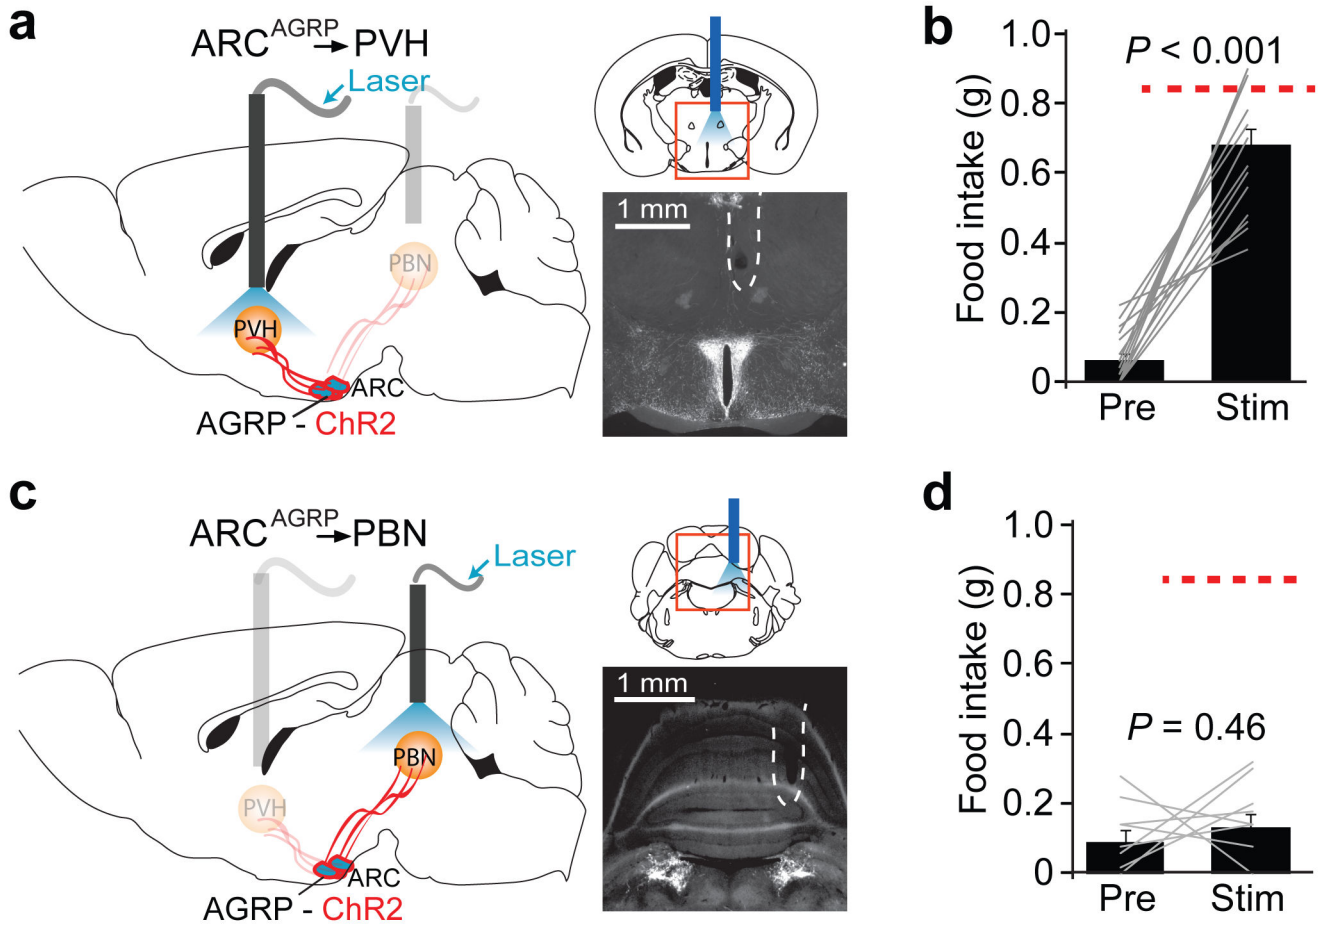 a
ARC^AGRP→PVH
Laser
PBN
PVH
ARC
AGRP - ChR2
1 mm
b
Food intake (g)
1.0
0.8
0.6
0.4
0.2
0
P < 0.001
Pre
Stim
c
ARC^AGRP→PBN
Laser
PBN
PVH
ARC
AGRP - ChR2
1 mm
d
Food intake (g)
1.0
0.8
0.6
0.4
0.2
0
P = 0.46
Pre
Stim